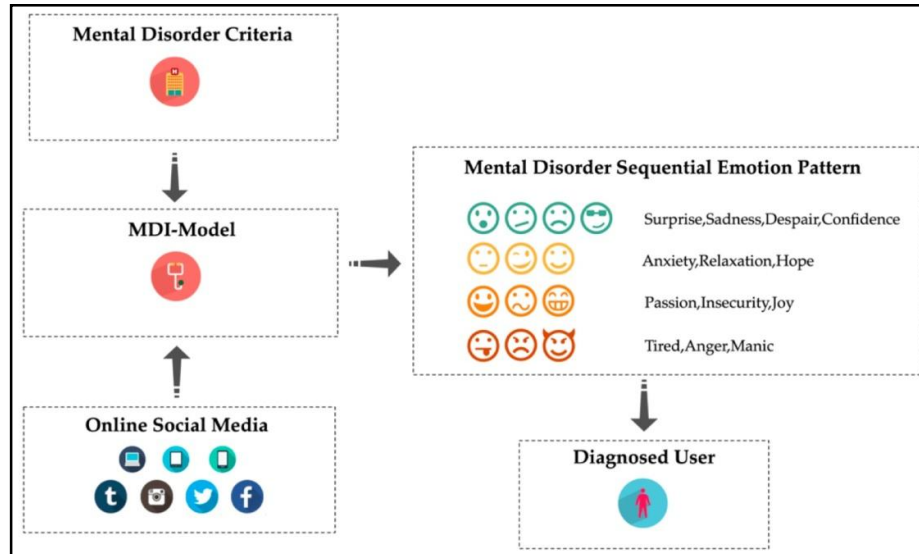 Mental Disorder Criteria
H
MDI-Model
Online Social Media
t
f
Mental Disorder Sequential Emotion Pattern
Surprise,Sadness,Despair,Confidence
Anxiety,Relaxation,Hope
Passion,Insecurity,Joy
Tired,Anger,Manic
Diagnosed User